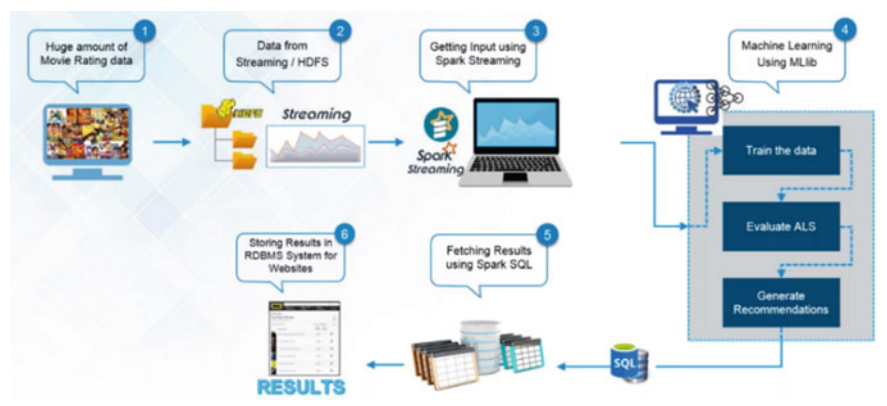 1
Huge amount of
Movie Rating data
2
Data from
Streaming / HDFS
3
Getting Input using
Spark Streaming
4
Machine Learning
Using MLlib
HDFS
Streaming
Spark
Streaming
Train the data
Evaluate ALS
Generate
Recommendations
6
Storing Results in
RDBMS System for
Websites
5
Fetching Results
using Spark SQL
SQL
RESULTS